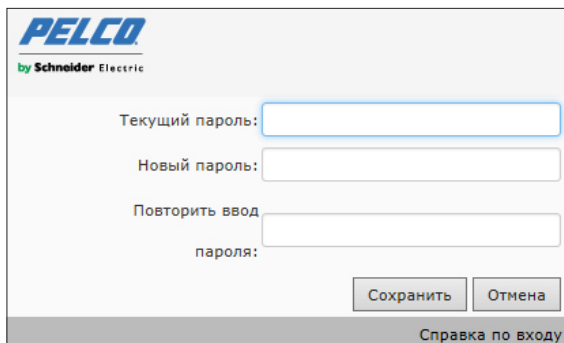 PELCO
by Schneider Electric
Текущий пароль:
Новый пароль:
Повторить ввод
пароля:
Сохранить Отмена
Справка по входу